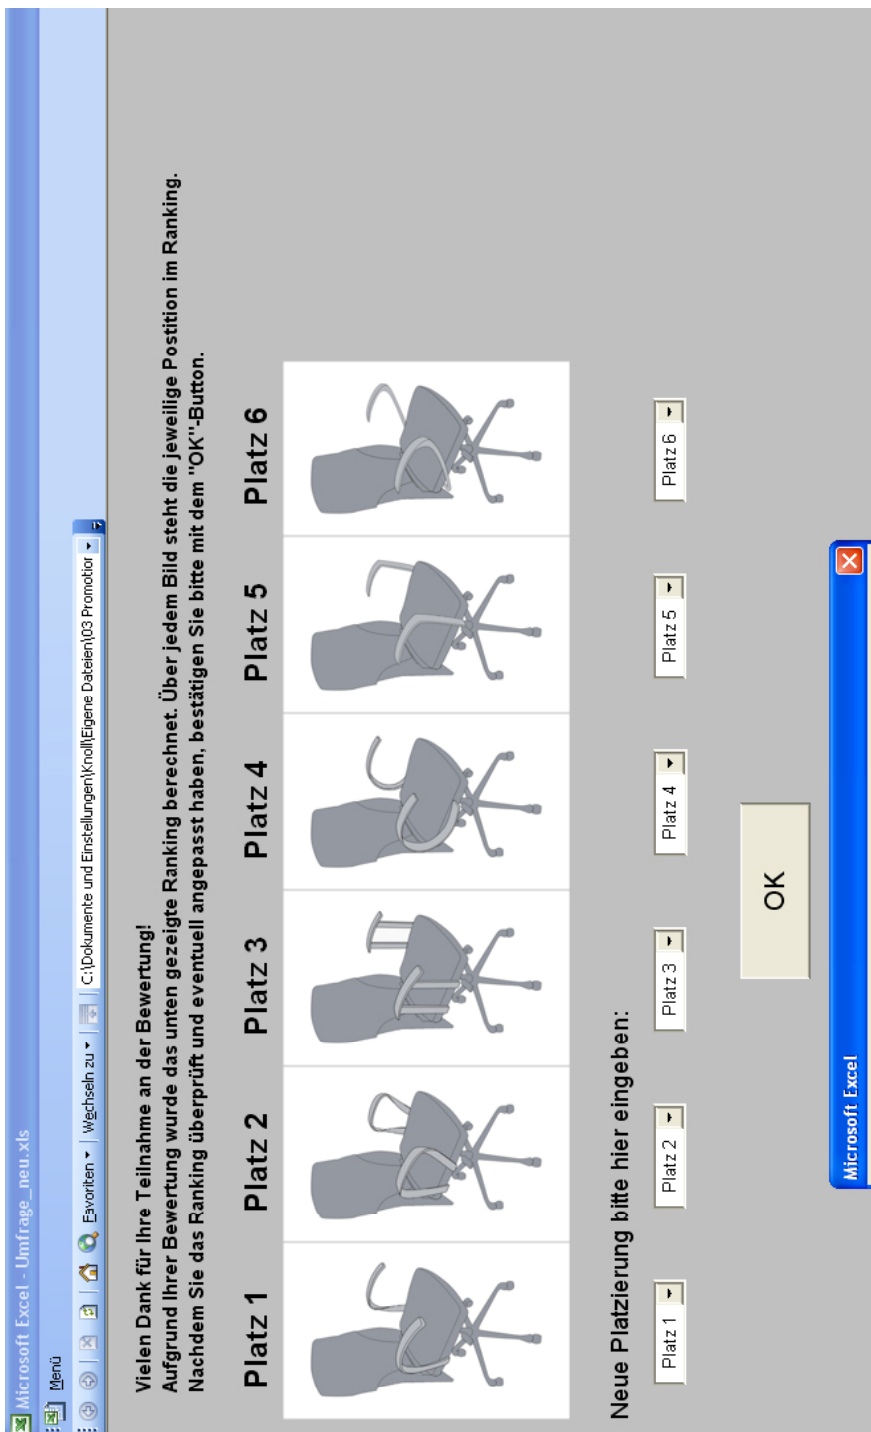 Microsoft Excel - Umfrage_neu.xls
Menü
Favoriten Wechseln zu C:\Dokumente und Einstellungen\Knoll\Eigene Dateien\03 Promotior
Vielen Dank für Ihre Teilnahme an der Bewertung!
Aufgrund Ihrer Bewertung wurde das unten gezeigte Ranking berechnet. Über jedem Bild steht die jeweilige Postition im Ranking.
Nachdem Sie das Ranking überprüft und eventuell angepasst haben, bestätigen Sie bitte mit dem "OK"-Button.
Platz 1 Platz 2 Platz 3 Platz 4 Platz 5 Platz 6
Neue Platzierung bitte hier eingeben:
Platz 1 Platz 2 Platz 3 Platz 4 Platz 5 Platz 6
OK
Microsoft Excel